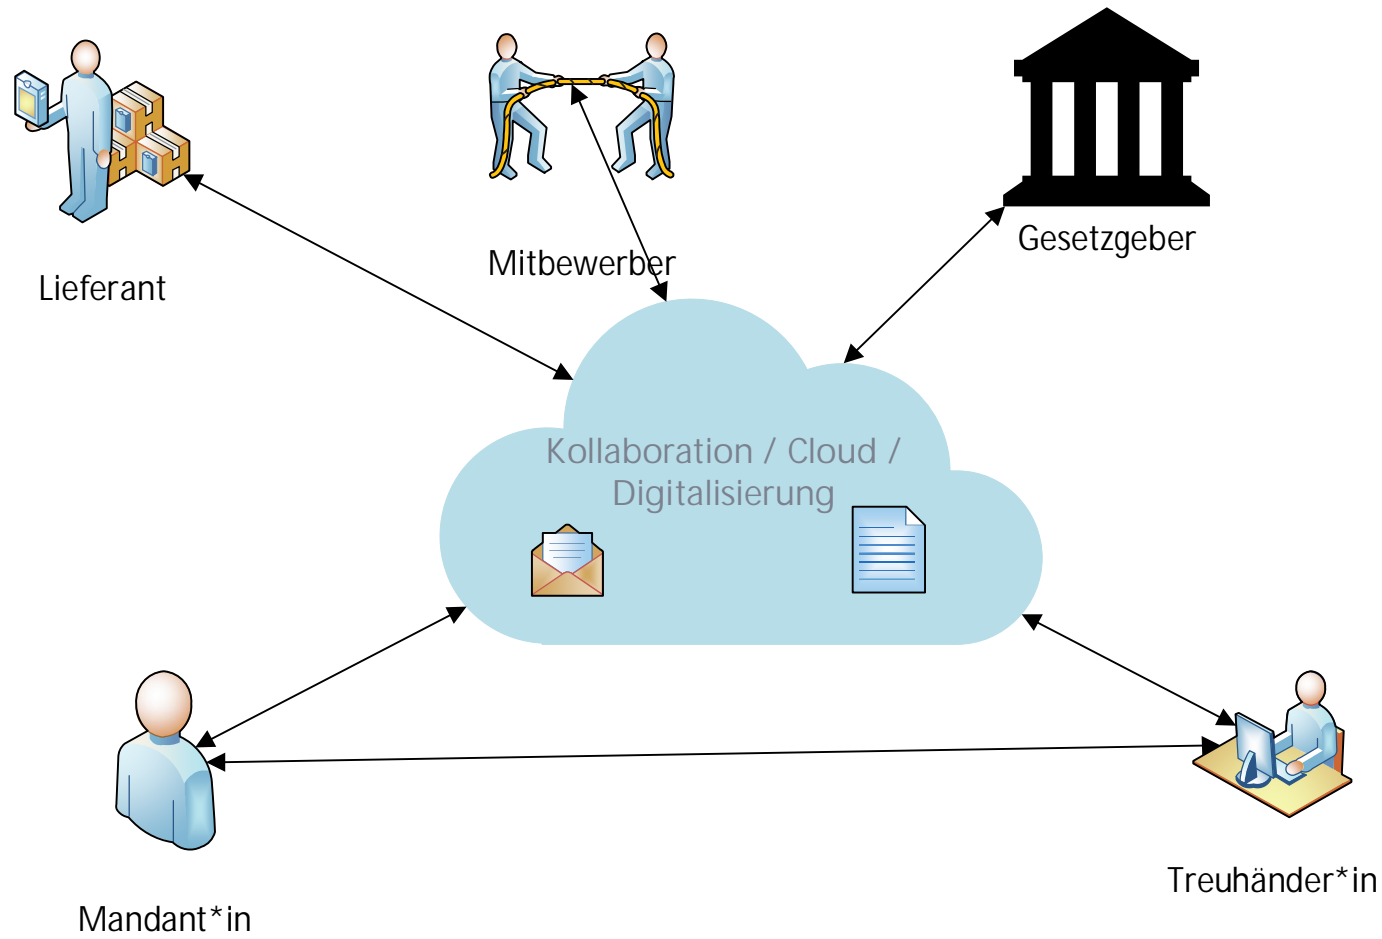 Gesetzgeber
Mitbewerber
Lieferant
Kollaboration / Cloud /
Digitalisierung
Treuhänder*in
Mandant*in